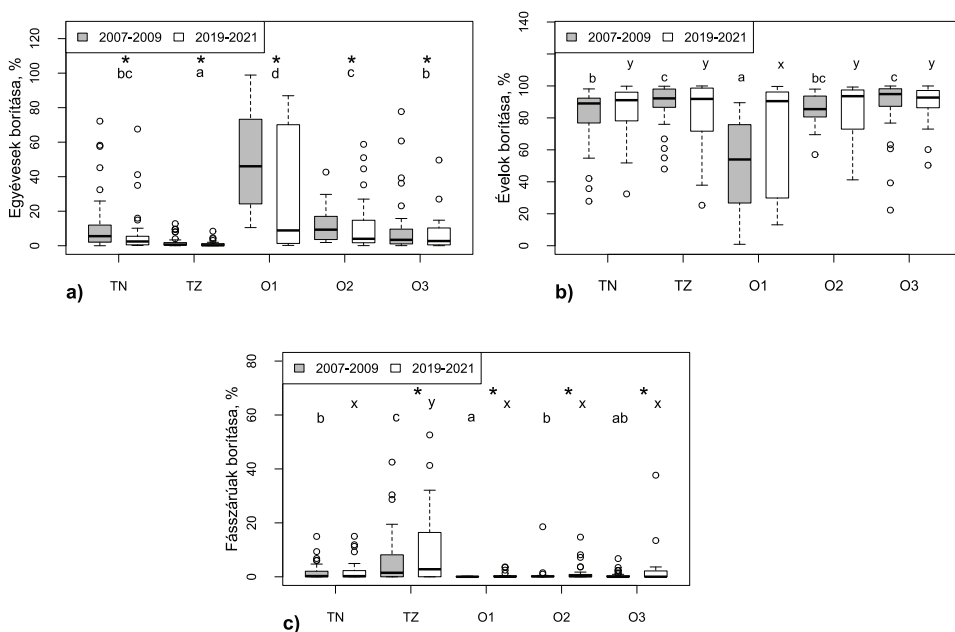 2007-2009 2019-2021
Egyévesek borítása, %
120
100
80
60
40
20
0
* * * * *
bc a d c b
TN TZ O1 O2 O3
a)
2007-2009 2019-2021
Évelok borítása, %
140
120
100
80
60
40
20
0
b y c y a x bc y c y
TN TZ O1 O2 O3
b)
2007-2009 2019-2021
Fásszárúak borítása, %
80
60
40
20
0
* * * *
b x c y a x b x ab x
TN TZ O1 O2 O3
c)